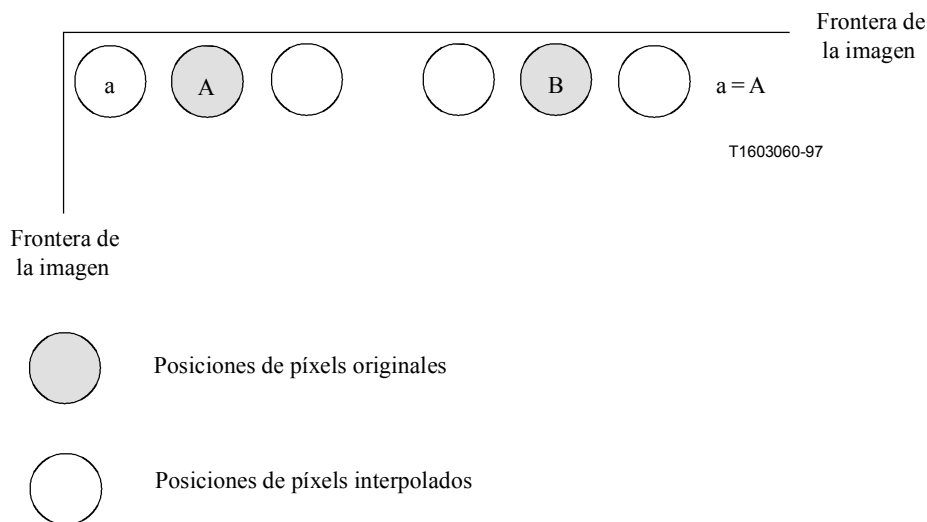 Frontera de
la imagen
a
A
B
a = A
T1603060-97
Frontera de
la imagen
Posiciones de píxels originales
Posiciones de píxels interpolados